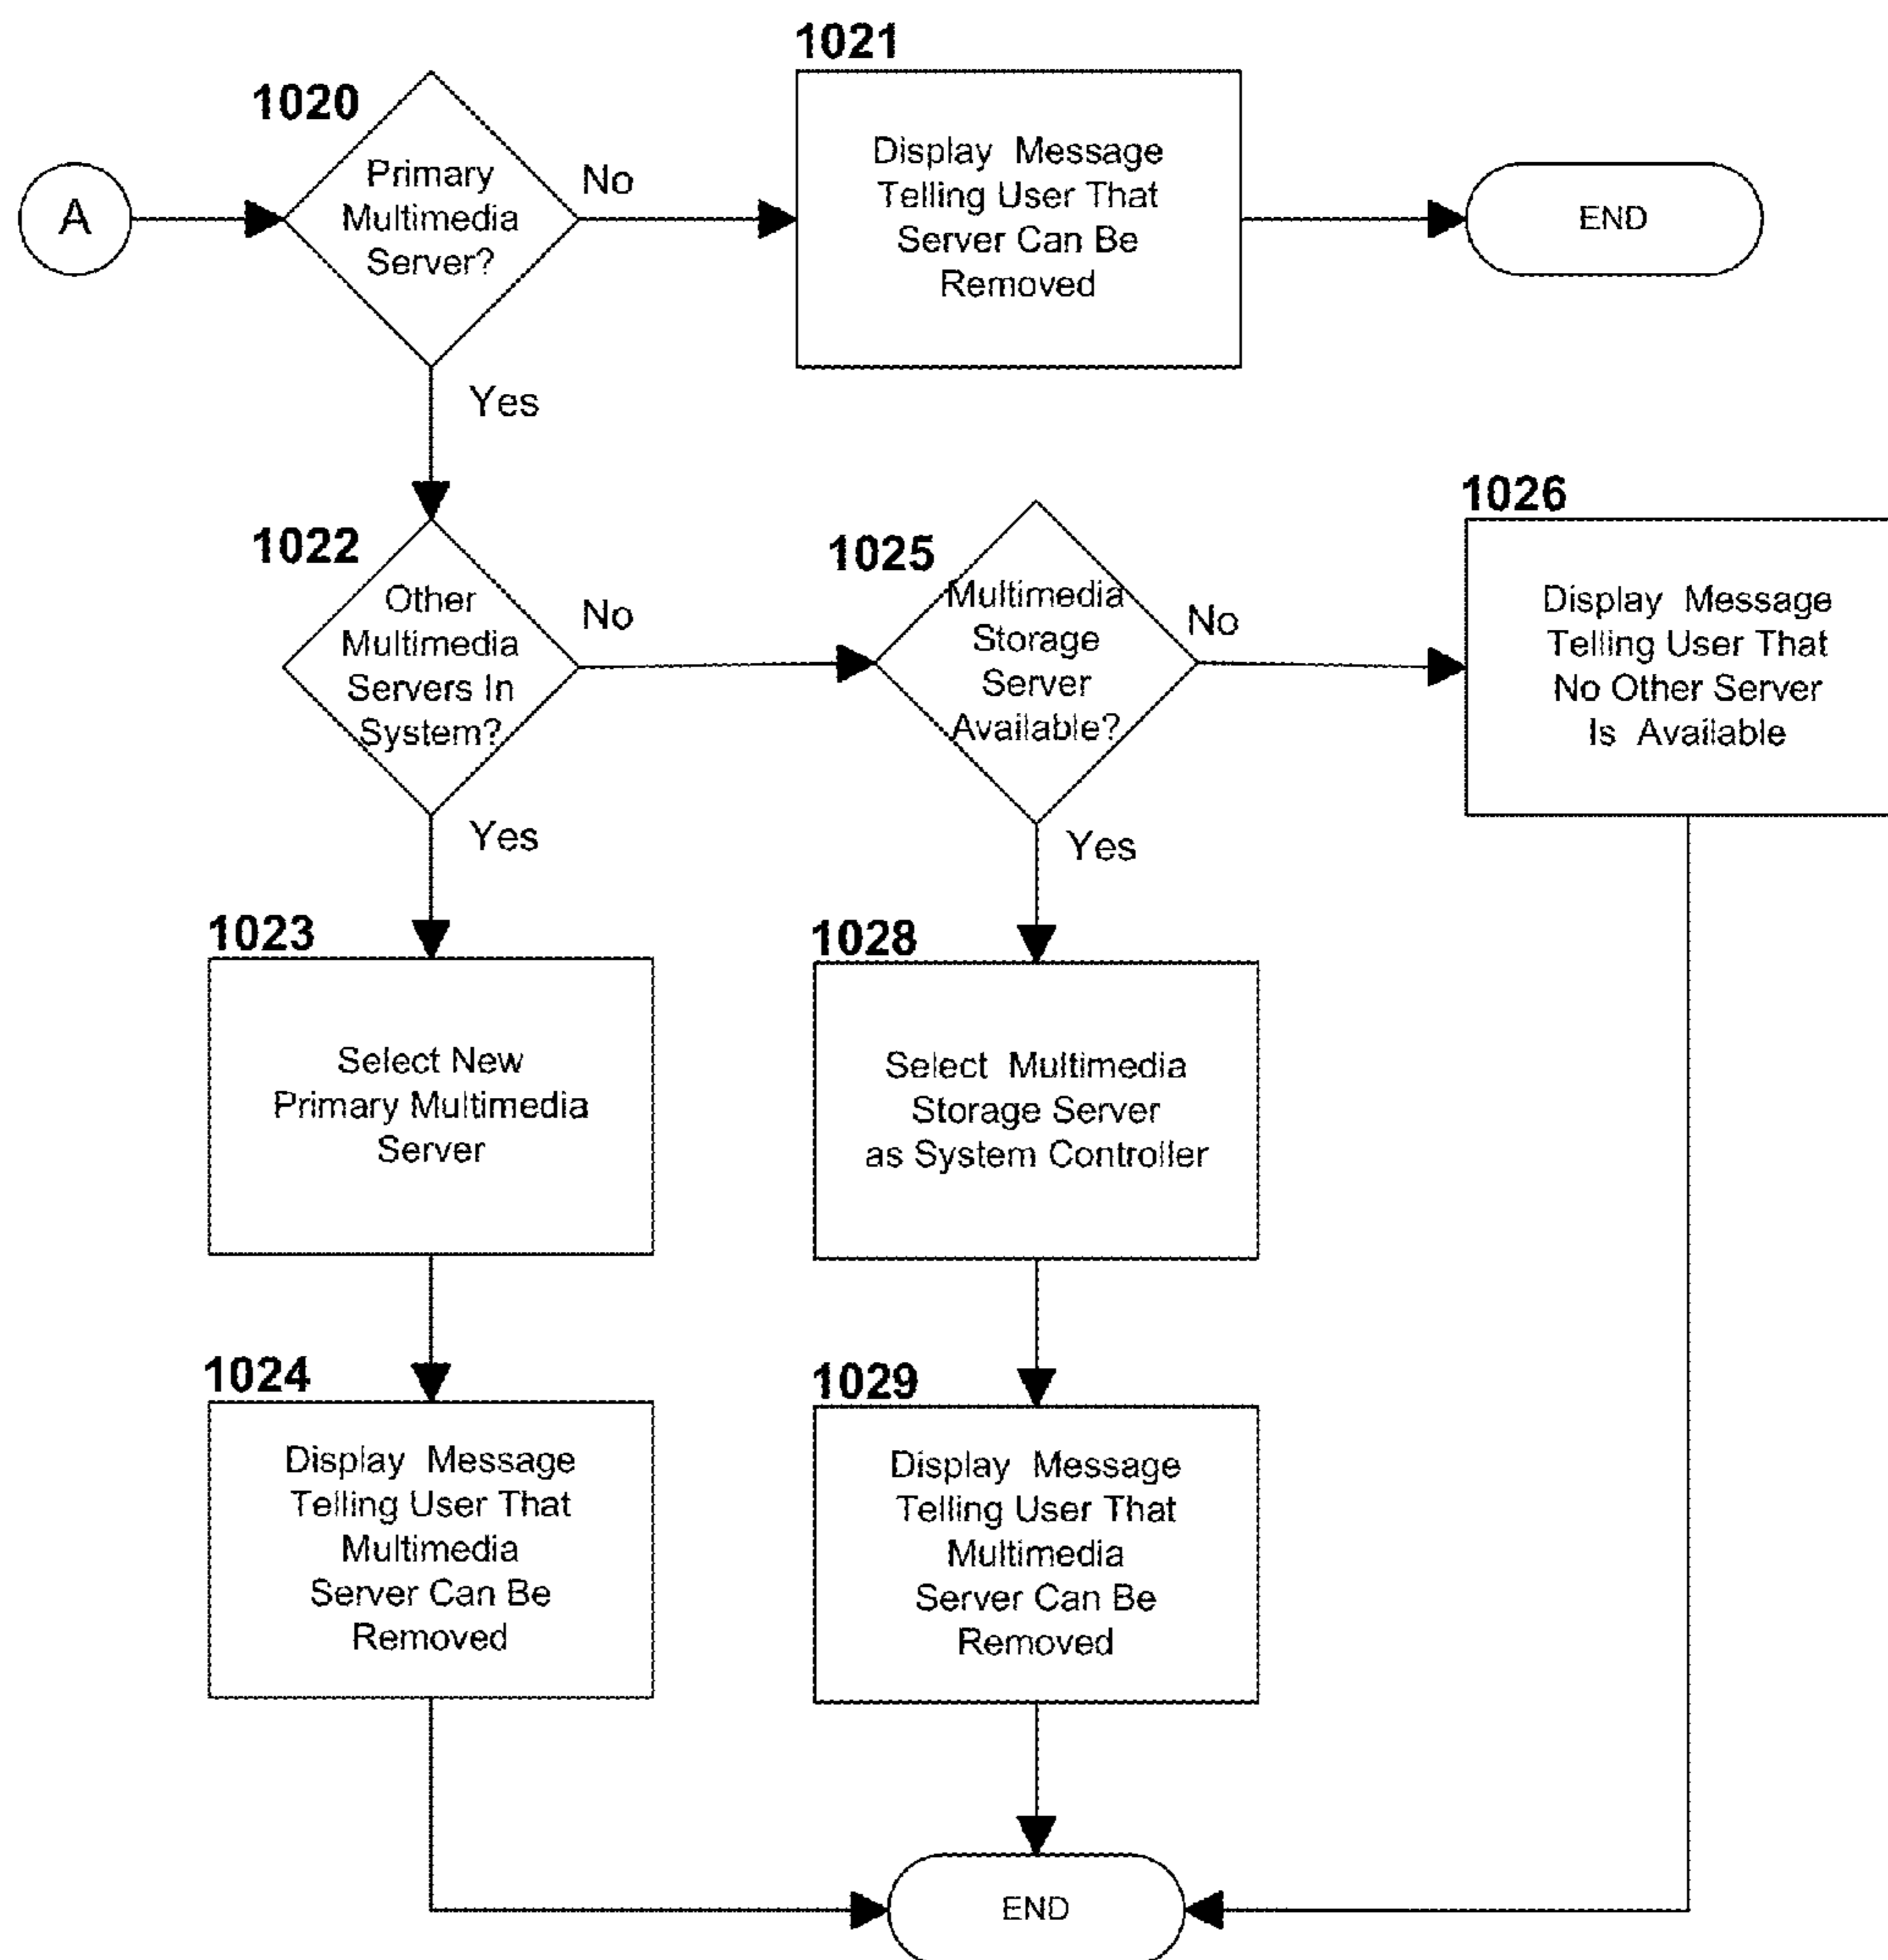 1021
1020
Display Message
Telling User That
Server Can Be
Removed
Primary
Multimedia
Server?
No
A
END
Yes
1026
1022
1025
Other
Multimedia
Servers In
System?
No
Multimedia
Storage
Server
Available?
No
Display Message
Telling User That
No Other Server
Is Available
Yes
Yes
1023
1028
Select New
Primary Multimedia
Server
Select Multimedia
Storage Server
as System Controller
1024
1029
Display Message
Telling User That
Multimedia
Server Can Be
Removed
Display Message
Telling User That
Multimedia
Server Can Be
Removed
END